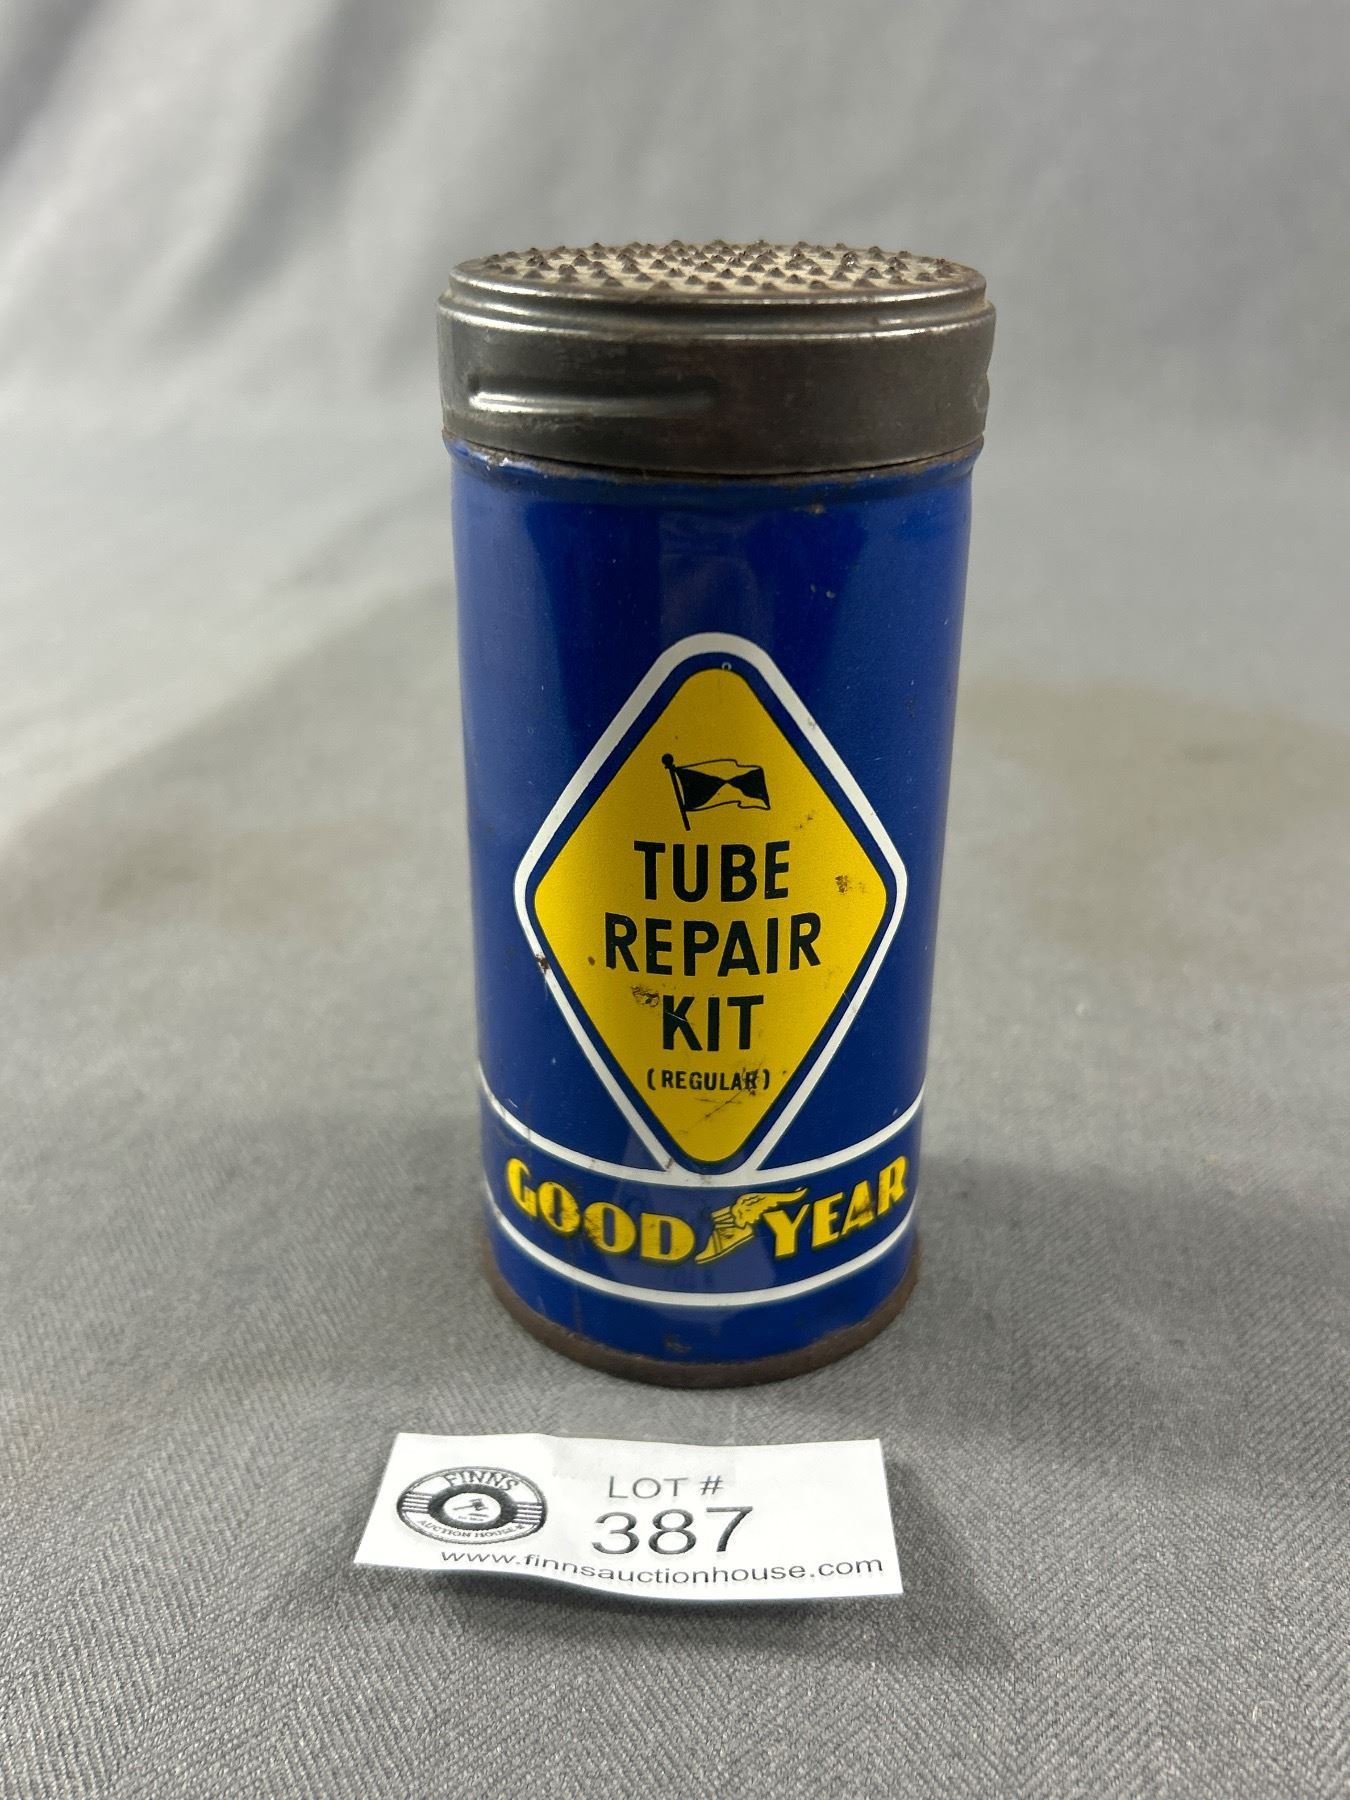 TUBE
REPAIR
KIT
(REGULAR)
GOOD YEAR
FINNS
AUCTION HOUSE
LOT #
387
www.finnsauctionhouse.com